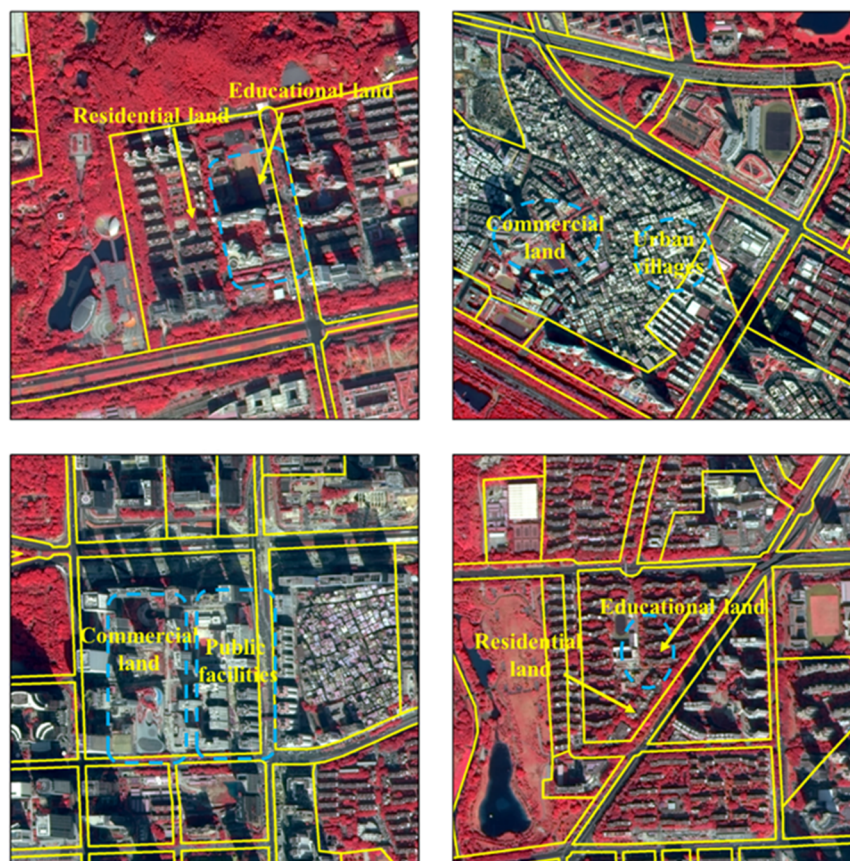 Educational land
Residential land
Commercial
land
Urban
villages
Commercial
land
Public
facilities
Educational land
Residential
land